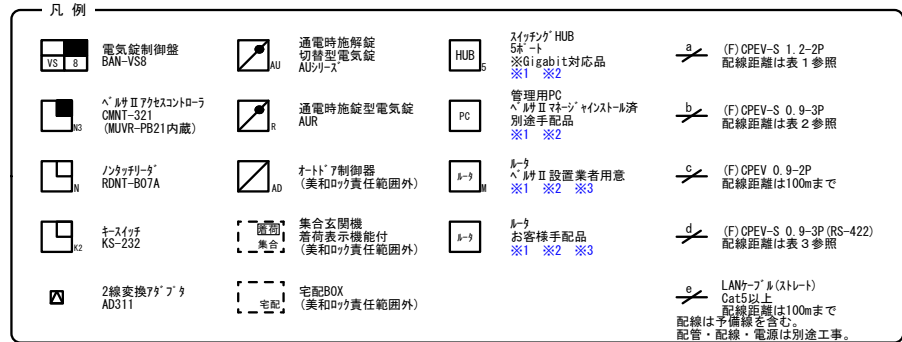 凡 例
VS 8
電気錠制御盤
BAN-VS8
N3
ﾍﾞﾙｻⅡｱｸｾｽｺﾝﾄﾛｰﾗ
CMNT-321
(MUVR-PB21内蔵)
N
ﾉﾝﾀｯﾁﾘｰﾀﾞ
RDNT-B07A
K2
ｷｰｽｲｯﾁ
KS-232
2線変換ｱﾀﾞﾌﾟﾀ
AD311
AU
通電時施解錠
切替型電気錠
AUｼﾘｰｽﾞ
R
通電時施錠型電気錠
AUR
AD
ｵｰﾄﾄﾞｱ制御器
(美和ﾛｯｸ責任範囲外)
着荷
集合
集合玄関機
着荷表示機能付
(美和ﾛｯｸ責任範囲外)
宅配
宅配BOX
(美和ﾛｯｸ責任範囲外)
HUB
5
ｽｲｯﾁﾝｸﾞHUB
5ﾎﾟｰﾄ
※Gigabit対応品
※1 ※2
PC
管理用PC
ﾍﾞﾙｻⅡﾏﾈｰｼﾞｬｲﾝｽﾄｰﾙ済
別途手配品
※1 ※2
ﾙｰﾀ
M
ﾙｰﾀ
ﾍﾞﾙｻⅡ設置業者用意
※1 ※2 ※3
ﾙｰﾀ
ﾙｰﾀ
お客様手配品
※1 ※2 ※3
a
(F)CPEV-S 1.2-2P
配線距離は表1参照
b
(F)CPEV-S 0.9-3P
配線距離は表2参照
c
(F)CPEV 0.9-2P
配線距離は100mまで
d
(F)CPEV-S 0.9-3P(RS-422)
配線距離は表3参照
e
LANｹｰﾌﾞﾙ(ｽﾄﾚｰﾄ)
Cat5以上
配線距離は100mまで
配線は予備線を含む。
配管・配線・電源は別途工事。